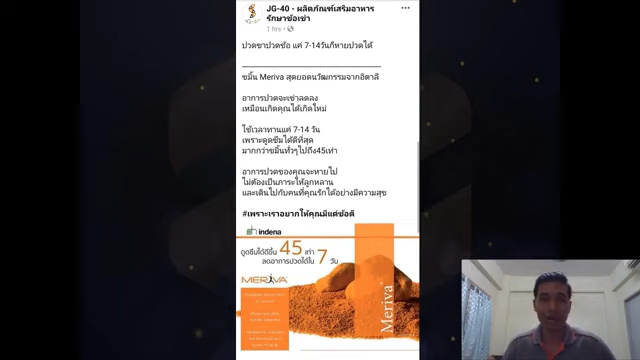 JG-40 - ผลิตภัณฑ์เสริมอาหาร
รักษาข้อเข่า
1 hrs
ปวดขาปวดข้อ แค่ 7-14วันก็หายปวดได้
ขมิ้น Meriva สุดยอดนวัตกรรมจากอิตาลี
อาการปวดจะเข่าลดลง
เหมือนเกิดคุณได้เกิดใหม่
ใช้เวลาทานแค่ 7-14 วัน
เพราะดูดซึมได้ดีที่สุด
มากกว่าขมิ้นทั่วๆไปถึง45เท่า
อาการปวดของคุณจะหายไป
ไม่ต้องเป็นภาระให้ลูกหลาน
และเดินไปกับคนที่คุณรักได้อย่างมีความสุข
#เพราะเราอยากให้คุณมีแต่ข้อดี
indena
ดูดซึมได้ดีขึ้น 45 เท่า
ลดอาการปวดได้ใน 7 วัน
MERIVA
Meriva